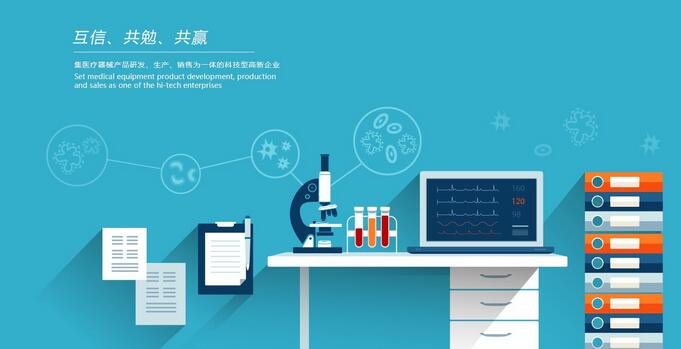 互信、共勉、共赢
集医疗器械产品研发、生产、销售为一体的科技型高新企业
Set medical equipment product development, production
and sales as one of the hi-tech enterprises
160
120
98